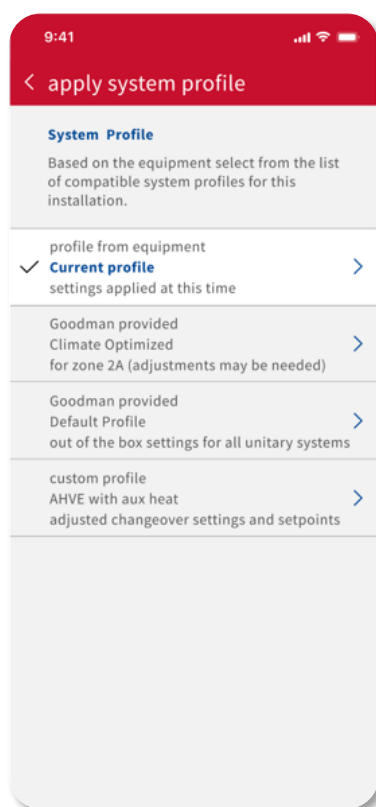 9:41
apply system profile
System Profile
Based on the equipment select from the list
of compatible system profiles for this
installation.
profile from equipment
Current profile
settings applied at this time
Goodman provided
Climate Optimized
for zone 2A (adjustments may be needed)
Goodman provided
Default Profile
out of the box settings for all unitary systems
custom profile
AHVE with aux heat
adjusted changeover settings and setpoints